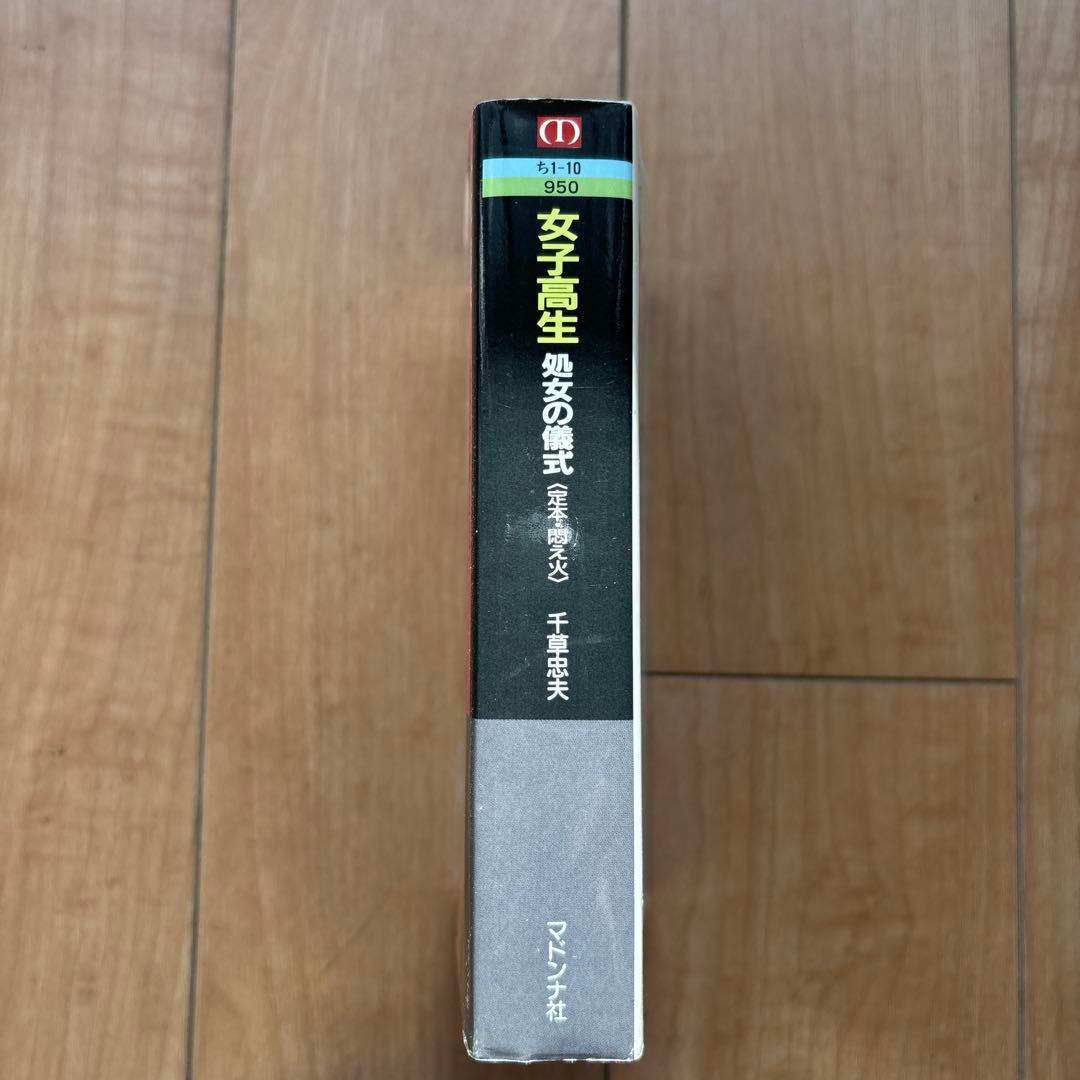 ち1-10
950
女子高生
処女の儀式
〈定本・悶え火〉
千草忠夫
マドンナ社